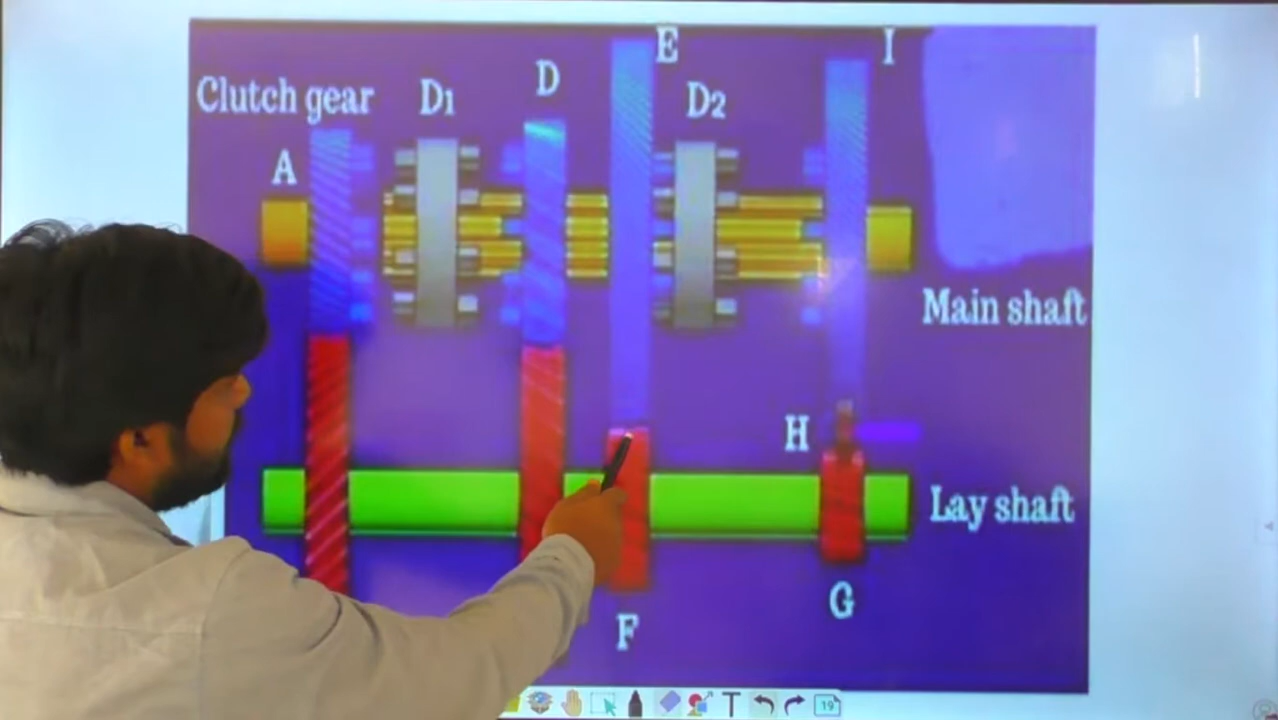 E
I
D
Clutch gear
D1
D2
A
Main shaft
H
Lay shaft
G
F
T
19